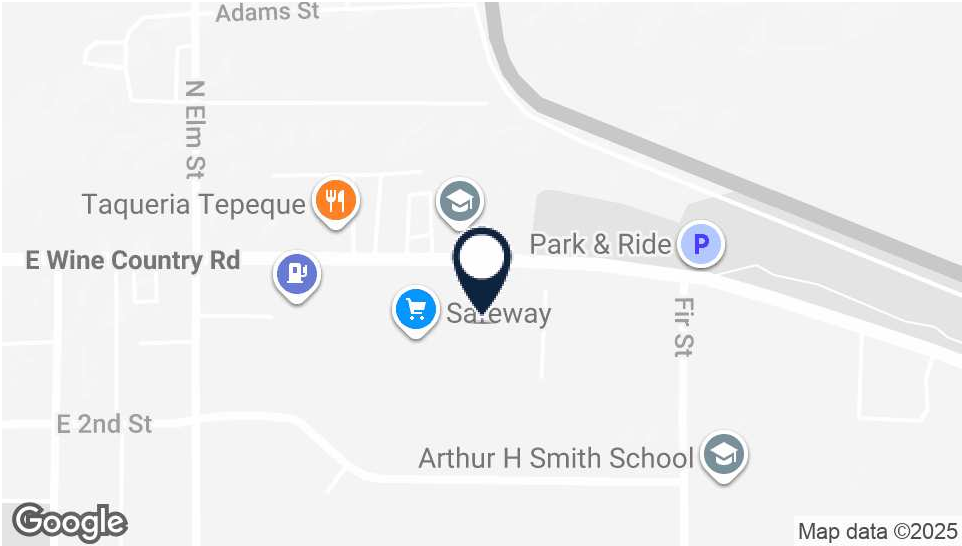 Adams St
N Elm St
Taqueria Tepeque
Park & Ride
P
E Wine Country Rd
Safeway
Fir St
E 2nd St
Arthur H Smith School
Google
Map data ©2025